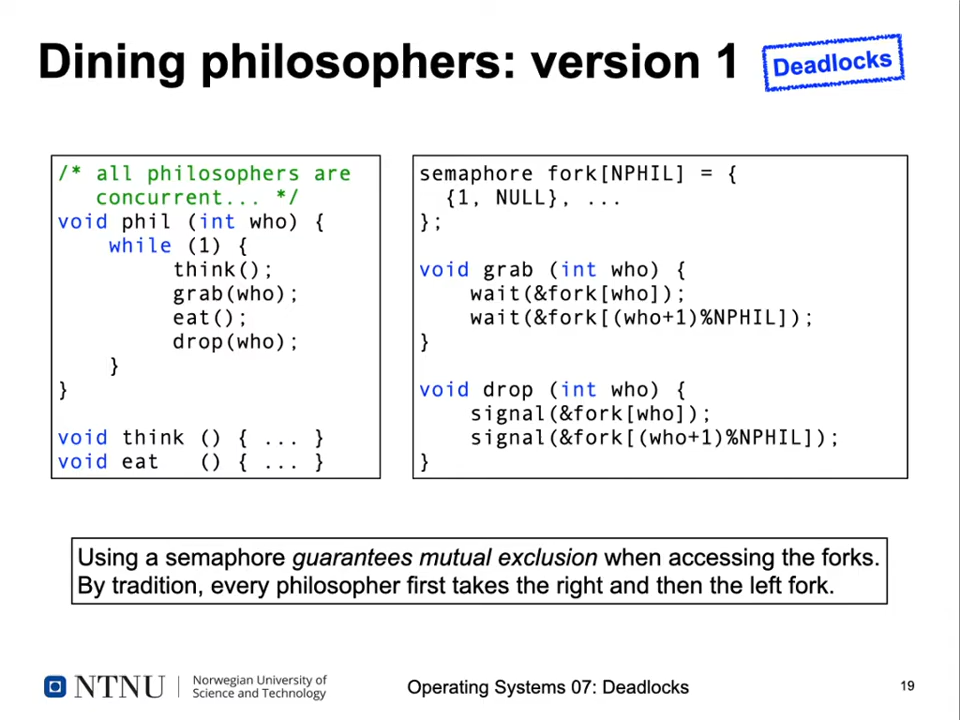 Dining philosophers: version 1
Deadlocks
/* all philosophers are
concurrent... */
void phil (int who) {
while (1) {
think();
grab(who);
eat();
drop(who);
}
}
void think () { ... }
void eat () { ... }
semaphore fork[NPHIL] = {
{1, NULL}, ...
};
void grab (int who) {
wait(&fork[who]);
wait(&fork[(who+1)%NPHIL]);
}
void drop (int who) {
signal(&fork[who]);
signal(&fork[(who+1)%NPHIL]);
}
Using a semaphore guarantees mutual exclusion when accessing the forks.
By tradition, every philosopher first takes the right and then the left fork.
NTNU
Norwegian University of
Science and Technology
Operating Systems 07: Deadlocks
19